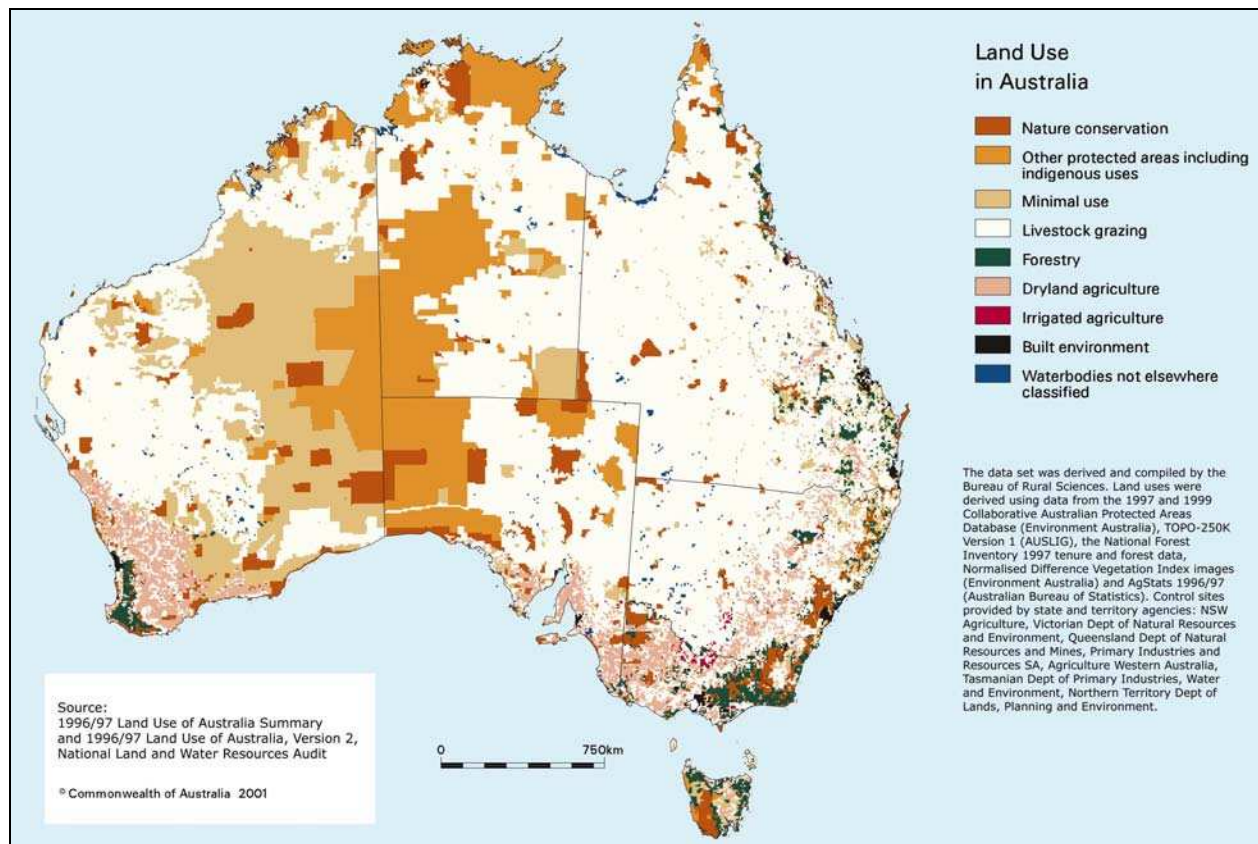 Land Use
in Australia
Nature conservation
Other protected areas including
indigenous uses
Minimal use
Livestock grazing
Forestry
Dryland agriculture
Irrigated agriculture
Built environment
Waterbodies not elsewhere
classified
The data set was derived and compiled by the
Bureau of Rural Sciences. Land uses were
derived using data from the 1997 and 1999
Collaborative Australian Protected Areas
Database (Environment Australia), TOPO-250K
Version 1 (AUSLIG), the National Forest
Inventory 1997 tenure and forest data,
Normalised Difference Vegetation Index images
(Environment Australia) and AgStats 1996/97
(Australian Bureau of Statistics). Control sites
provided by state and territory agencies: NSW
Agriculture, Victorian Dept of Natural Resources
and Environment, Queensland Dept of Natural
Resources and Mines, Primary Industries and
Resources SA, Agriculture Western Australia,
Tasmanian Dept of Primary Industries, Water
and Environment, Northern Territory Dept of
Lands, Planning and Environment.
Source:
1996/97 Land Use of Australia Summary
and 1996/97 Land Use of Australia, Version 2,
National Land and Water Resources Audit
© Commonwealth of Australia 2001
0 750km